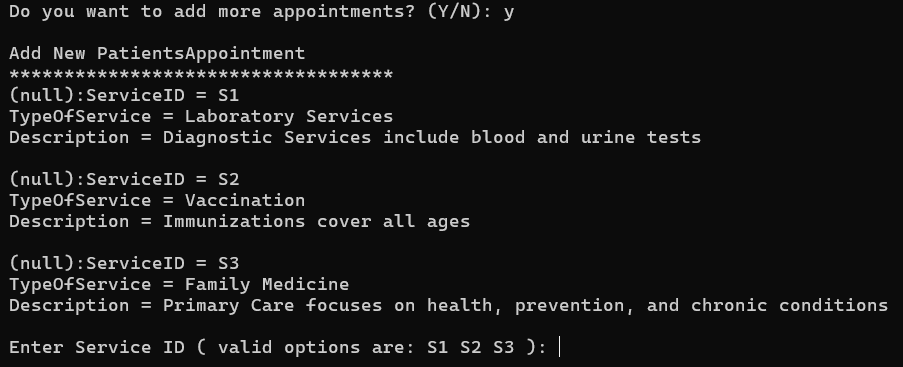 Do you want to add more appointments? (Y/N): y
Add New PatientsAppointment
***********************************
(null):ServiceID = S1
TypeOfService = Laboratory Services
Description = Diagnostic Services include blood and urine tests
(null):ServiceID = S2
TypeOfService = Vaccination
Description = Immunizations cover all ages
(null):ServiceID = S3
TypeOfService = Family Medicine
Description = Primary Care focuses on health, prevention, and chronic conditions
Enter Service ID ( valid options are: S1 S2 S3 ):